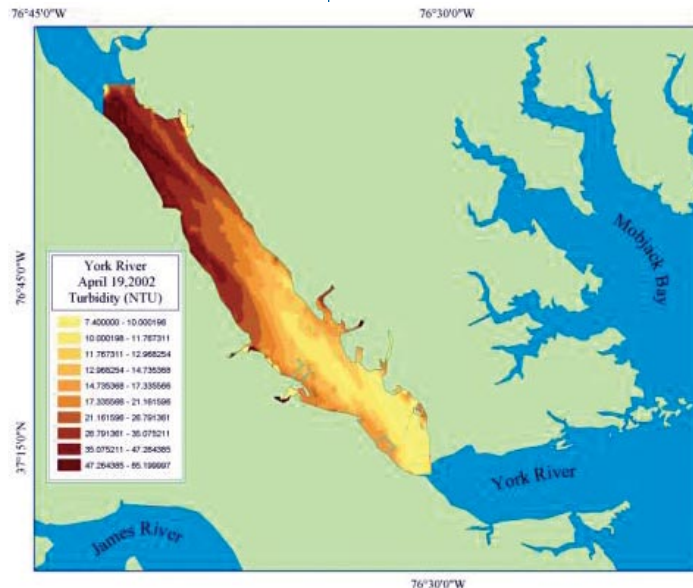 76°45'0"W
76°30'0"W
Mobjack Bay
76°45'0"W
York River
April 19,2002
Turbidity (NTU)
7.400000 - 10.000198
10.000198 - 11.767311
11.767311 - 12.968254
12.968254 - 14.735368
14.735368 - 17.335566
17.335566 - 21.161596
21.161596 - 26.791361
26.791361 - 35.075211
35.075211 - 47.264385
47.264385 - 65.199997
37°15'0"N
York River
James River
76°30'0"W